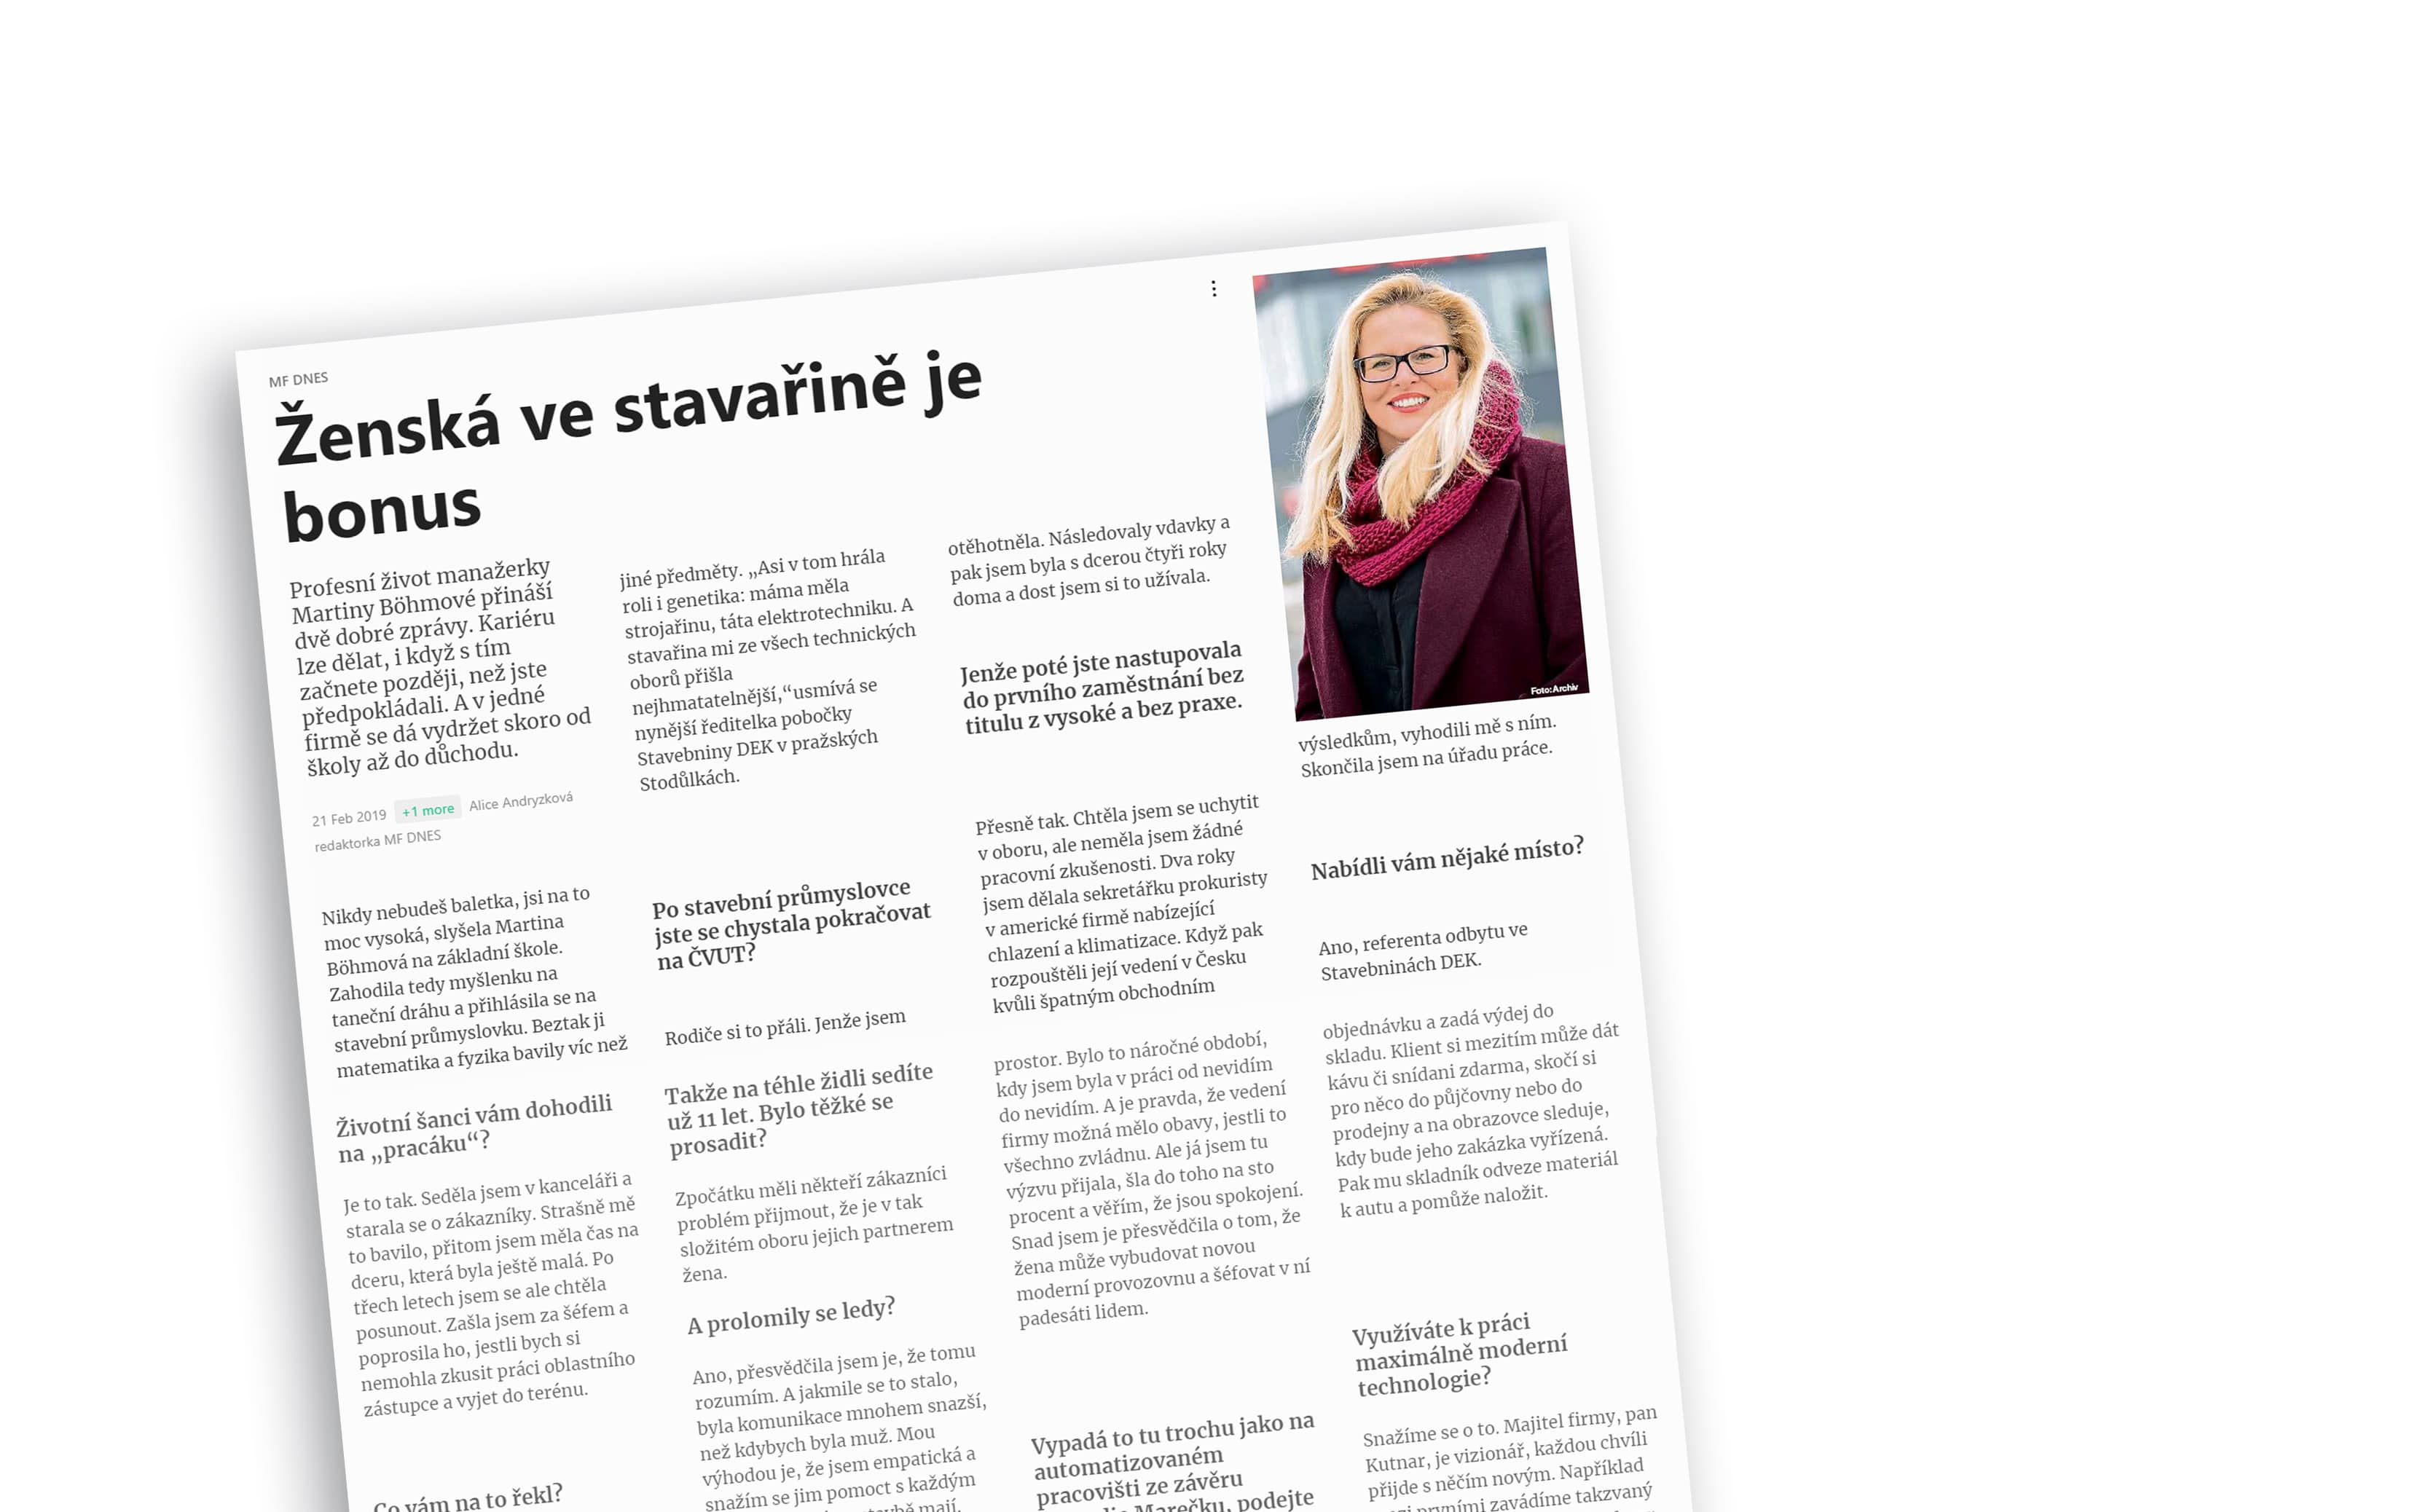 MF DNES
Ženská ve stavařině je
bonus
Profesní život manažerky
Martiny Böhmové přináší
dvě dobré zprávy. Kariéru
lze dělat, i když s tím
začnete později, než jste
předpokládali. A v jedné
firmě se dá vydržet skoro od
školy až do důchodu.
21 Feb 2019 +1 more Alice Andryzková
redaktorka MF DNES
Nikdy nebudeš baletka, jsi na to
moc vysoká, slyšela Martina
Böhmová na základní škole.
Zahodila tedy myšlenku na
taneční dráhu a přihlásila se na
stavební průmyslovku. Beztak ji
matematika a fyzika bavily víc než
jiné předměty. „Asi v tom hrála
roli i genetika: máma měla
strojařinu, táta elektrotechniku. A
stavařina mi ze všech technických
oborů přišla
nejhmatatelnější,“usmívá se
nynější ředitelka pobočky
Stavebniny DEK v pražských
Stodůlkách.
Po stavební průmyslovce
jste se chystala pokračovat
na ČVUT?
Rodiče si to přáli. Jenže jsem
otěhotněla. Následovaly vdavky a
pak jsem byla s dcerou čtyři roky
doma a dost jsem si to užívala.
Jenže poté jste nastupovala
do prvního zaměstnání bez
titulu z vysoké a bez praxe.
Přesně tak. Chtěla jsem se uchytit
v oboru, ale neměla jsem žádné
pracovní zkušenosti. Dva roky
jsem dělala sekretářku prokuristy
v americké firmě nabízející
chlazení a klimatizace. Když pak
rozpouštěli její vedení v Česku
kvůli špatným obchodním
Foto: Archiv
výsledkům, vyhodili mě s ním.
Skončila jsem na úřadu práce.
Nabídli vám nějaké místo?
Ano, referenta odbytu ve
Stavebninách DEK.
Životní šanci vám dohodili
na „pracáku“?
Je to tak. Seděla jsem v kanceláři a
starala se o zákazníky. Strašně mě
to bavilo, přitom jsem měla čas na
dceru, která byla ještě malá. Po
třech letech jsem se ale chtěla
posunout. Zašla jsem za šéfem a
poprosila ho, jestli bych si
nemohla zkusit práci oblastního
zástupce a vyjet do terénu.
Co vám na to řekl?
Takže na téhle židli sedíte
už 11 let. Bylo těžké se
prosadit?
Zpočátku měli někteří zákazníci
problém přijmout, že je v tak
složitém oboru jejich partnerem
žena.
A prolomily se ledy?
Ano, přesvědčila jsem je, že tomu
rozumím. A jakmile se to stalo,
byla komunikace mnohem snazší,
než kdybych byla muž. Mou
výhodou je, že jsem empatická a
snažím se jim pomoct s každým
mají.
prostor. Bylo to náročné období,
kdy jsem byla v práci od nevidím
do nevidím. A je pravda, že vedení
firmy možná mělo obavy, jestli to
všechno zvládnu. Ale já jsem tu
výzvu přijala, šla do toho na sto
procent a věřím, že jsou spokojení.
Snad jsem je přesvědčila o tom, že
žena může vybudovat novou
moderní provozovnu a šéfovat v ní
padesáti lidem.
Vypadá to tu trochu jako na
automatizovaném
pracovišti ze závěru
Marečku, podejte
objednávku a zadá výdej do
skladu. Klient si mezitím může dát
kávu či snídani zdarma, skočí si
pro něco do půjčovny nebo do
prodejny a na obrazovce sleduje,
kdy bude jeho zakázka vyřízená.
Pak mu skladník odveze materiál
k autu a pomůže naložit.
Využíváte k práci
maximálně moderní
technologie?
Snažíme se o to. Majitel firmy, pan
Kutnar, je vizionář, každou chvíli
přijde s něčím novým. Například
prvními zavádíme takzvaný